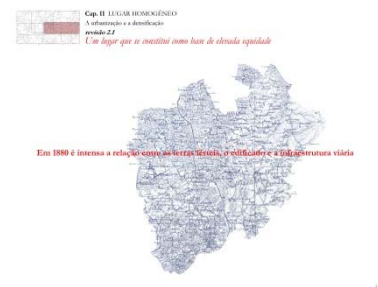 Cap. II LUGAR HOMOGÉNEO
A urbanização e a densificação
revisão 2.1
Um lugar que se constitui como base de elevada equidade
Em 1880 é intensa a relação entre as terras férteis, o edificado e a infraestrutura viária